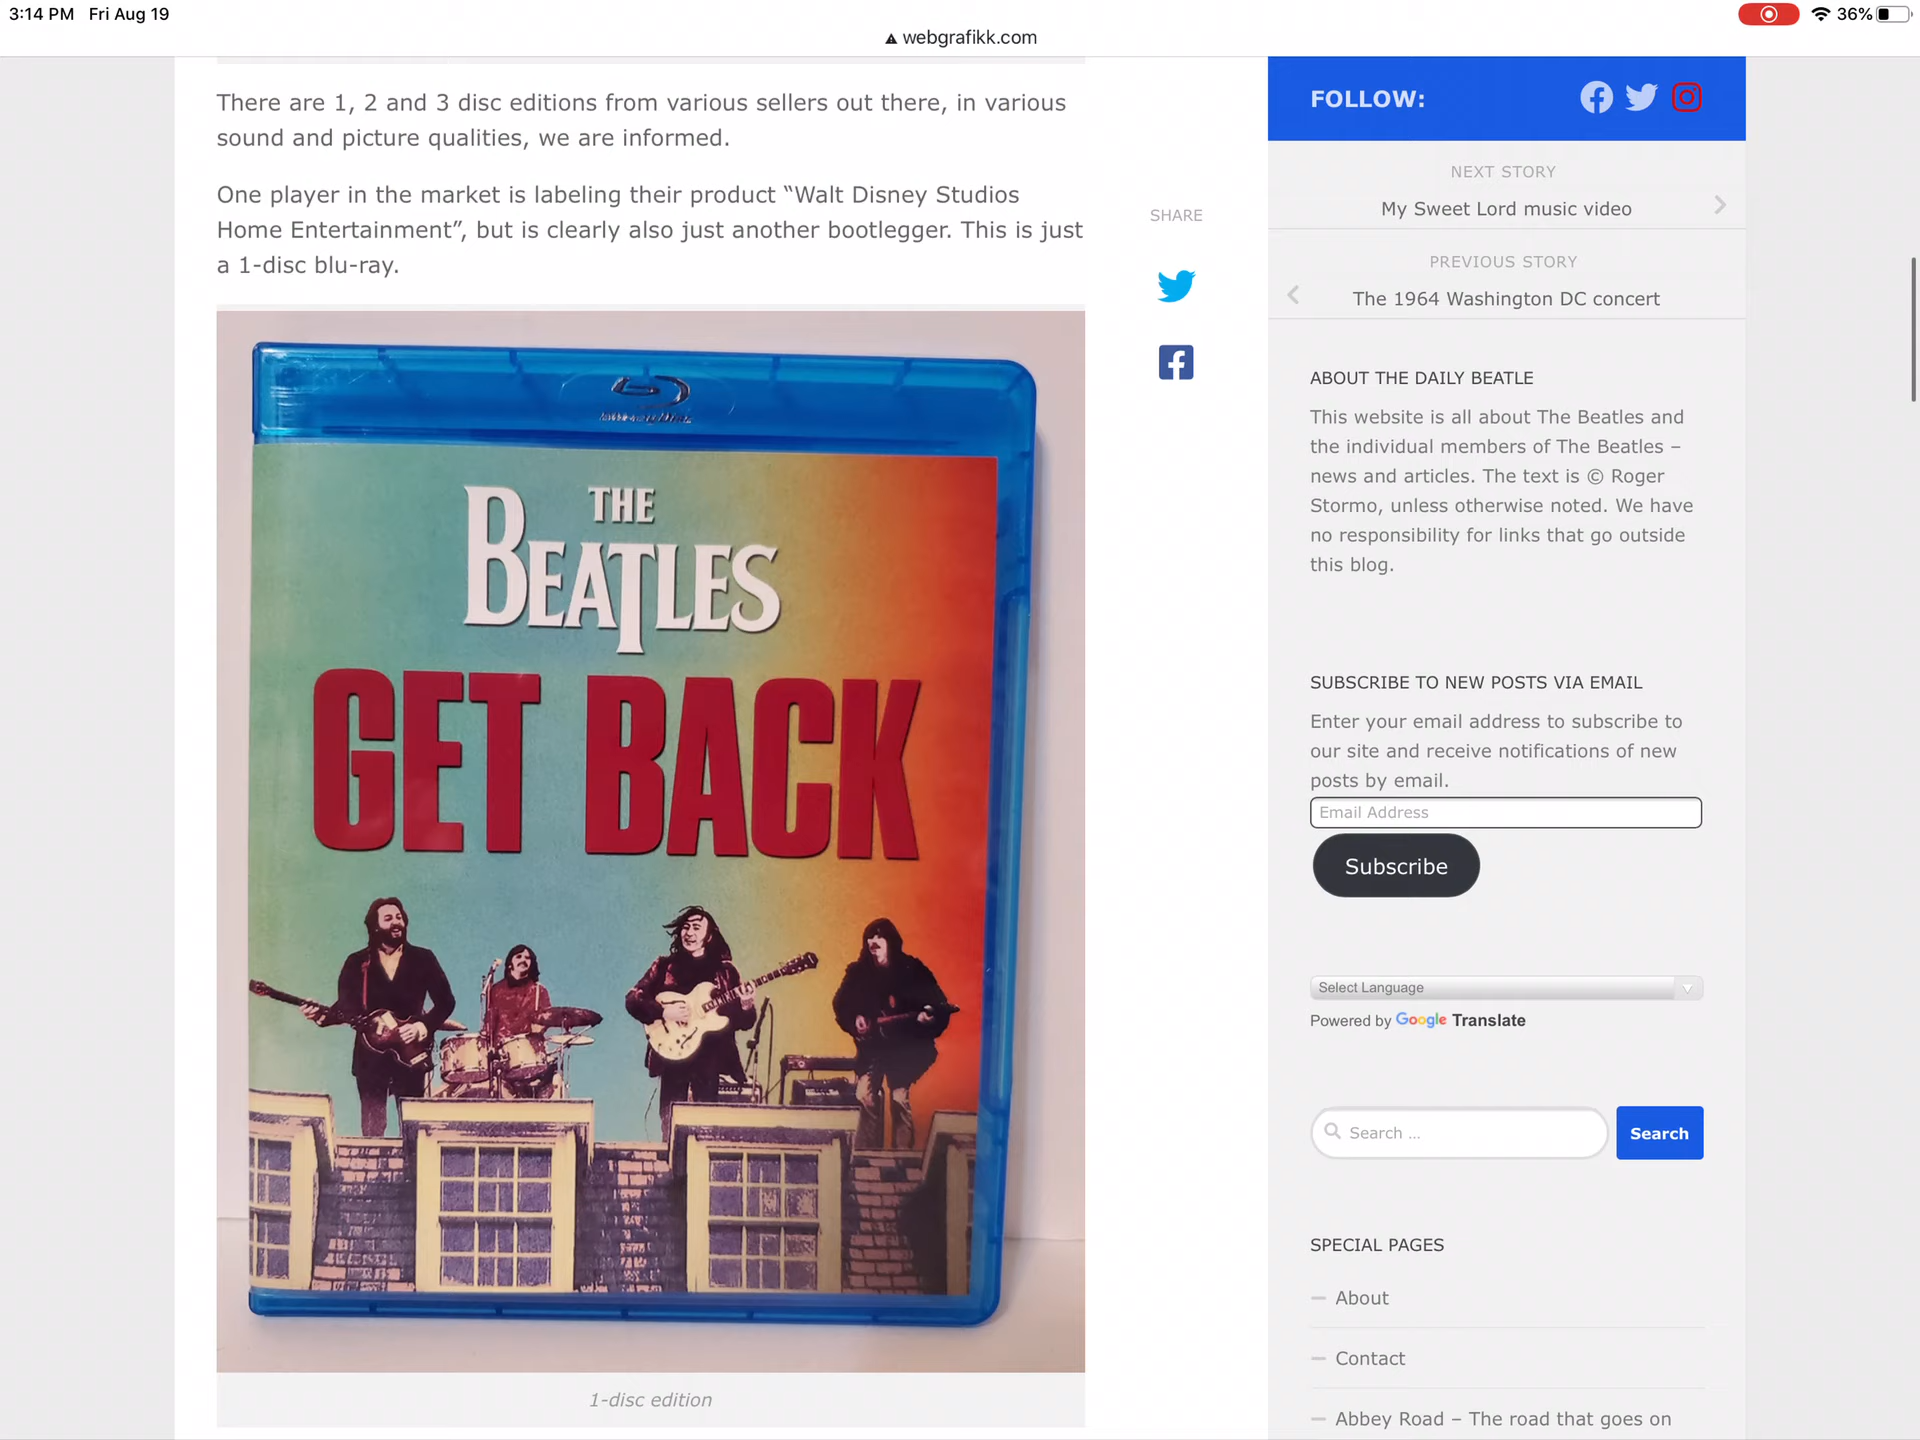 3:14 PM Fri Aug 19
36%
webgrafikk.com
There are 1, 2 and 3 disc editions from various sellers out there, in various
sound and picture qualities, we are informed.
One player in the market is labeling their product “Walt Disney Studios
Home Entertainment”, but is clearly also just another bootlegger. This is just
a 1-disc blu-ray.
THE
BEATLES
GET BACK
1-disc edition
SHARE
FOLLOW:
NEXT STORY
My Sweet Lord music video
PREVIOUS STORY
The 1964 Washington DC concert
ABOUT THE DAILY BEATLE
This website is all about The Beatles and
the individual members of The Beatles –
news and articles. The text is © Roger
Stormo, unless otherwise noted. We have
no responsibility for links that go outside
this blog.
SUBSCRIBE TO NEW POSTS VIA EMAIL
Enter your email address to subscribe to
our site and receive notifications of new
posts by email.
Email Address
Subscribe
Select Language
Powered by Google Translate
Search ...
Search
SPECIAL PAGES
About
Contact
Abbey Road – The road that goes on